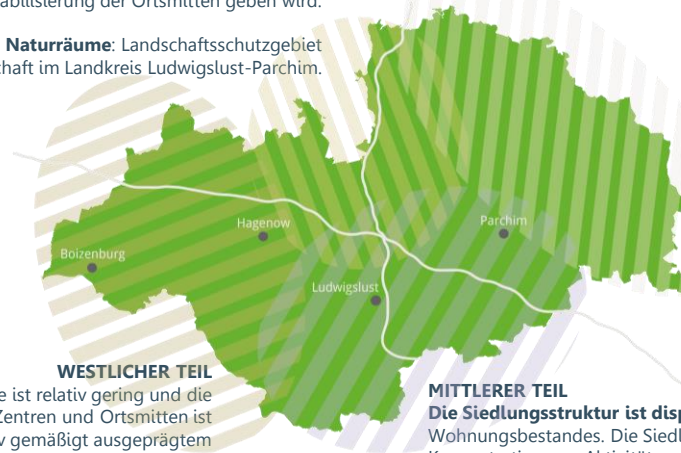 abilisierung der Ortsmitten geben wird.
Naturräume: Landschaftsschutzgebiet
chaft im Landkreis Ludwigslust-Parchim.
Hagenow
Parchim
Boizenburg
Ludwigslust
WESTLICHER TEIL
e ist relativ gering und die
Zentren und Ortsmitten ist
v gemäßigt ausgeprägtem
MITTLERER TEIL
Die Siedlungsstruktur ist disp
Wohnungsbestandes. Die Siedl